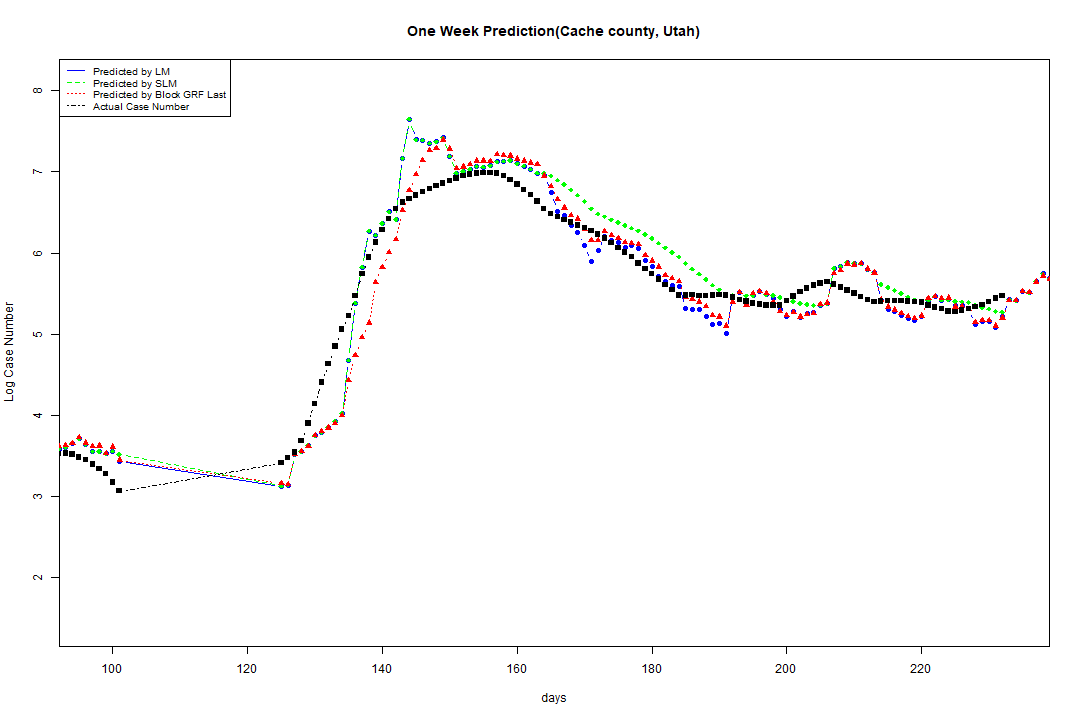 One Week Prediction(Cache county, Utah)
Predicted by LM
Predicted by SLM
Predicted by Block GRF Last
Actual Case Number
8
7
6
5
4
3
2
Log Case Number
100 120 140 160 180 200 220
days